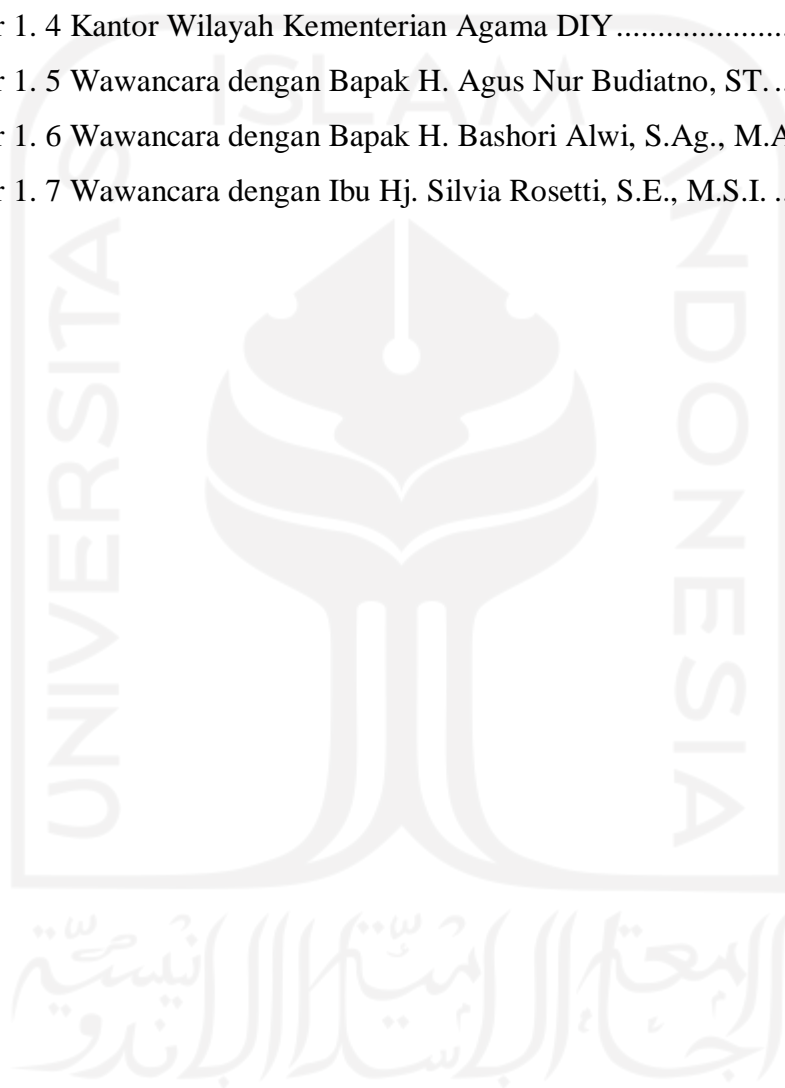 r 1. 4 Kantor Wilayah Kementerian Agama DIY....................
r 1. 5 Wawancara dengan Bapak H. Agus Nur Budiatno, ST. ..
r 1. 6 Wawancara dengan Bapak H. Bashori Alwi, S.Ag., M.A
r 1. 7 Wawancara dengan Ibu Hj. Silvia Rosetti, S.E., M.S.I. ..
ISLAM
UNIVERSITAS
INDONESIA